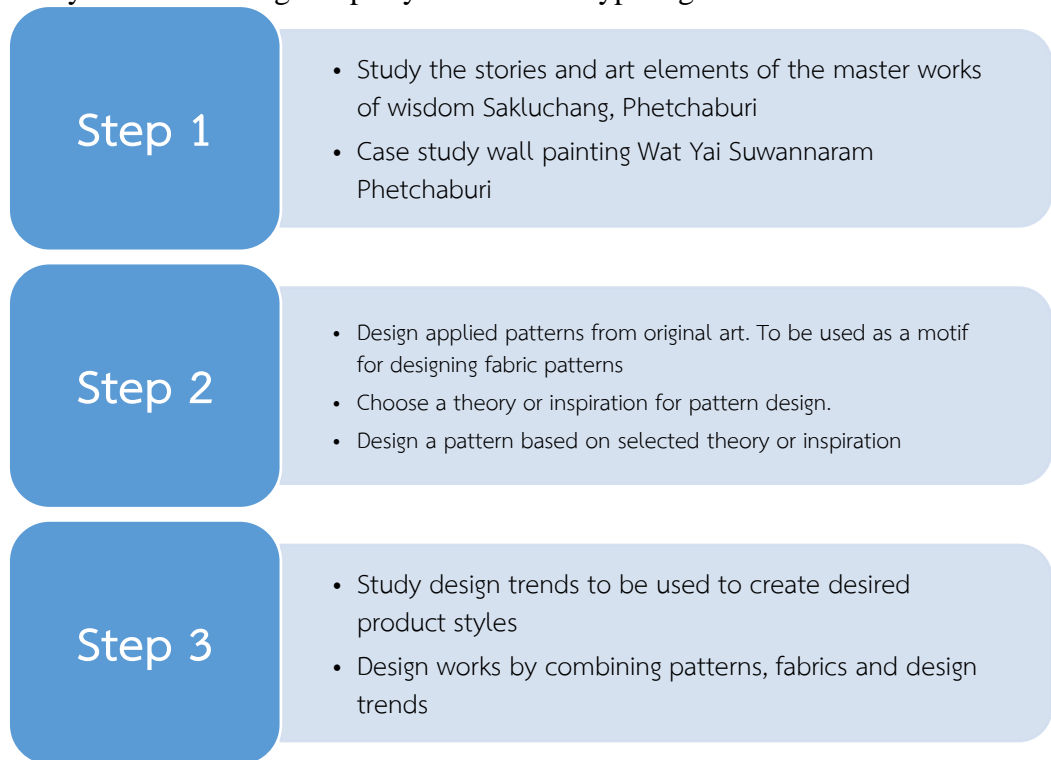 Step 1
• Study the stories and art elements of the master works
of wisdom Sakluchang, Phetchaburi
• Case study wall painting Wat Yai Suwannaram
Phetchaburi
Step 2
• Design applied patterns from original art. To be used as a motif
for designing fabric patterns
• Choose a theory or inspiration for pattern design.
• Design a pattern based on selected theory or inspiration
Step 3
• Study design trends to be used to create desired
product styles
• Design works by combining patterns, fabrics and design
trends